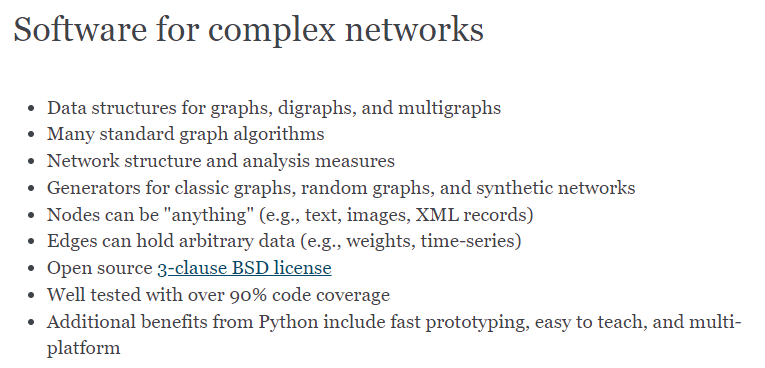 Software for complex networks
• Data structures for graphs, digraphs, and multigraphs
• Many standard graph algorithms
• Network structure and analysis measures
• Generators for classic graphs, random graphs, and synthetic networks
• Nodes can be "anything" (e.g., text, images, XML records)
• Edges can hold arbitrary data (e.g., weights, time-series)
• Open source 3-clause BSD license
• Well tested with over 90% code coverage
• Additional benefits from Python include fast prototyping, easy to teach, and multi-
platform